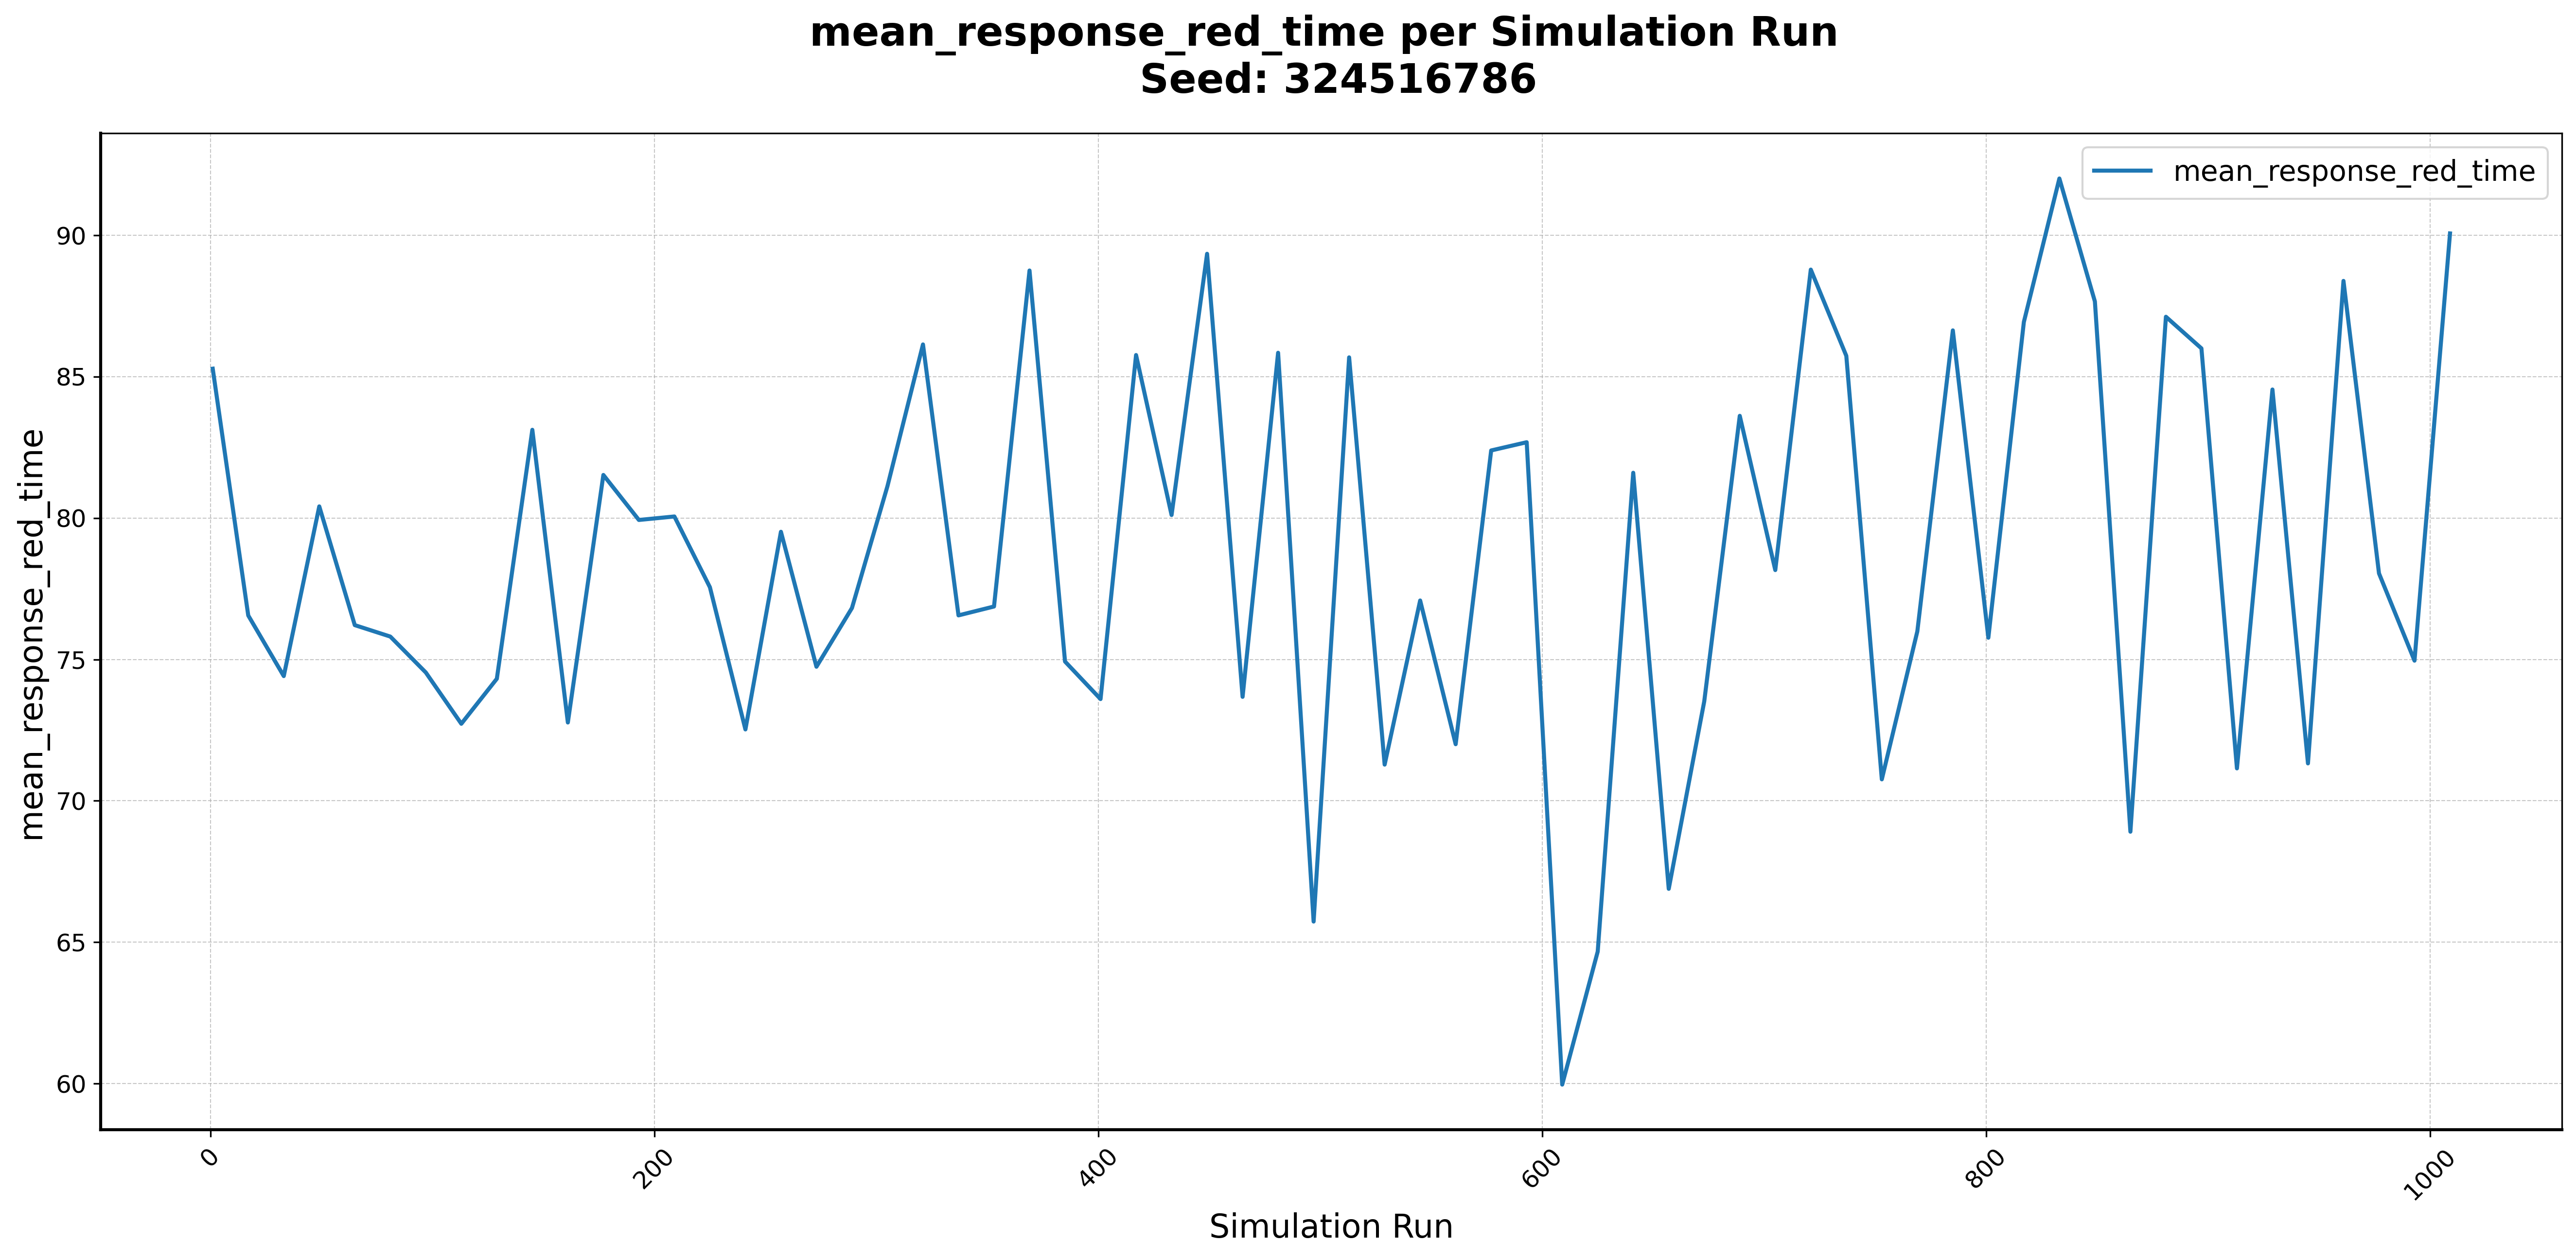 mean_response_red_time per Simulation Run
Seed: 324516786
mean_response_red_time
mean_response_red_time
90
85
80
75
70
65
60
0
200
400
600
800
1000
Simulation Run